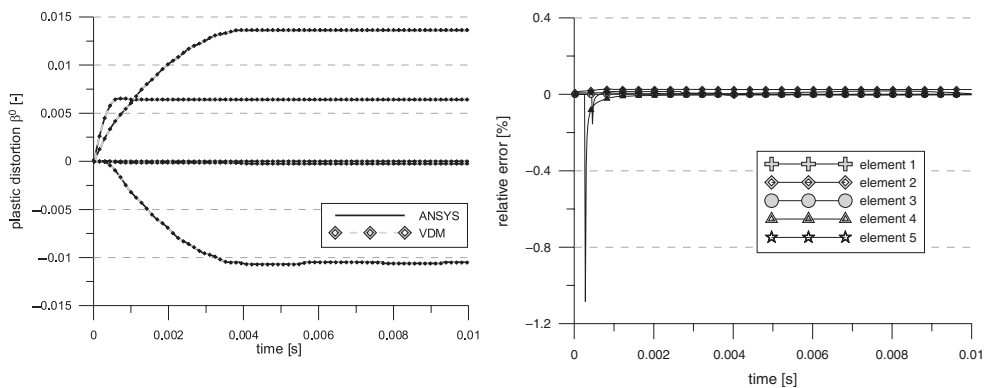 0.015
0.01
0.005
0
−0.005
−0.01
−0.015
plastic distortion β⁰ [-]
ANSYS
VDM
0 0.002 0.004 0.006 0.008 0.01
time [s]
0.4
0
−0.4
−0.8
−1.2
relative error [%]
element 1
element 2
element 3
element 4
element 5
0 0.002 0.004 0.006 0.008 0.01
time [s]